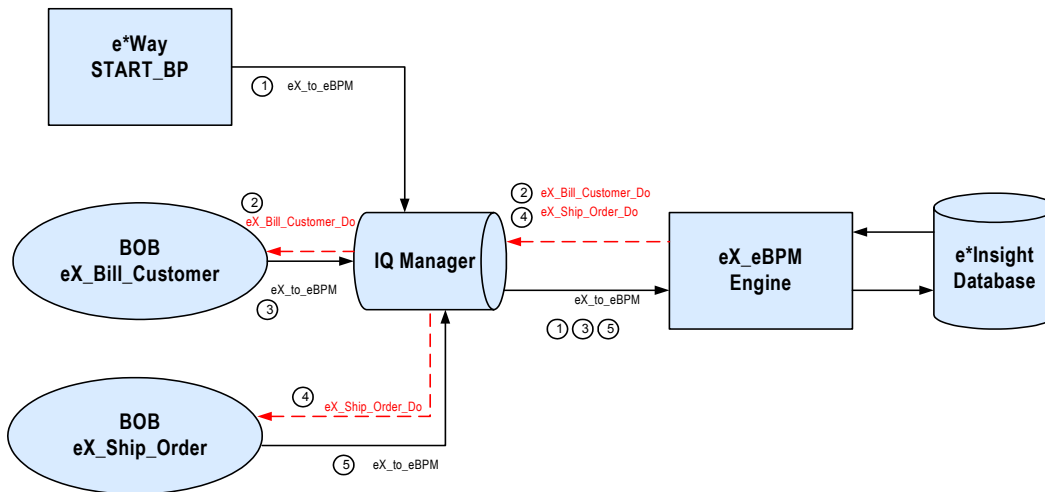 e*Way
START_BP
1 eX_to_eBPM
2
eX_Bill_Customer_Do
BOB
eX_Bill_Customer
eX_to_eBPM
3
IQ Manager
2 eX_Bill_Customer_Do
4 eX_Ship_Order_Do
eX_to_eBPM
1 3 5
eX_eBPM
Engine
e*Insight
Database
4 eX_Ship_Order_Do
BOB
eX_Ship_Order
5 eX_to_eBPM